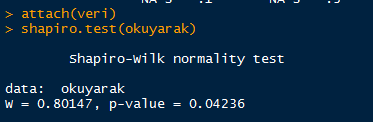 > attach(veri)
> shapiro.test(okuyarak)
Shapiro-Wilk normality test
data:  okuyarak
W = 0.80147, p-value = 0.04236